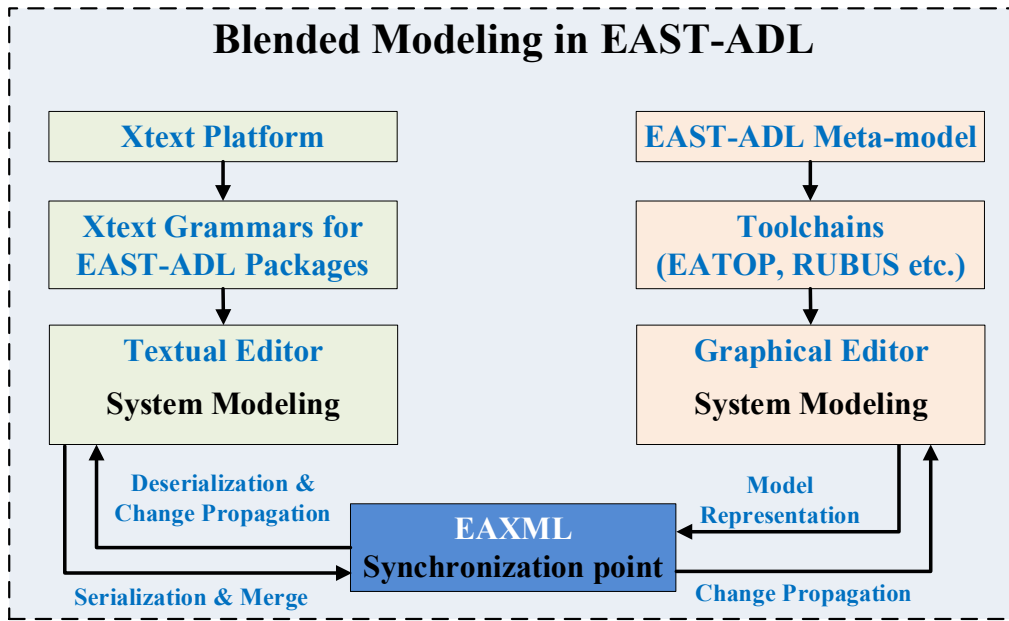 Blended Modeling in EAST-ADL
Xtext Platform
Xtext Grammars for
EAST-ADL Packages
Textual Editor
System Modeling
EAST-ADL Meta-model
Toolchains
(EATOP, RUBUS etc.)
Graphical Editor
System Modeling
Deserialization &
Change Propagation
Serialization & Merge
EAXML
Synchronization point
Model
Representation
Change Propagation